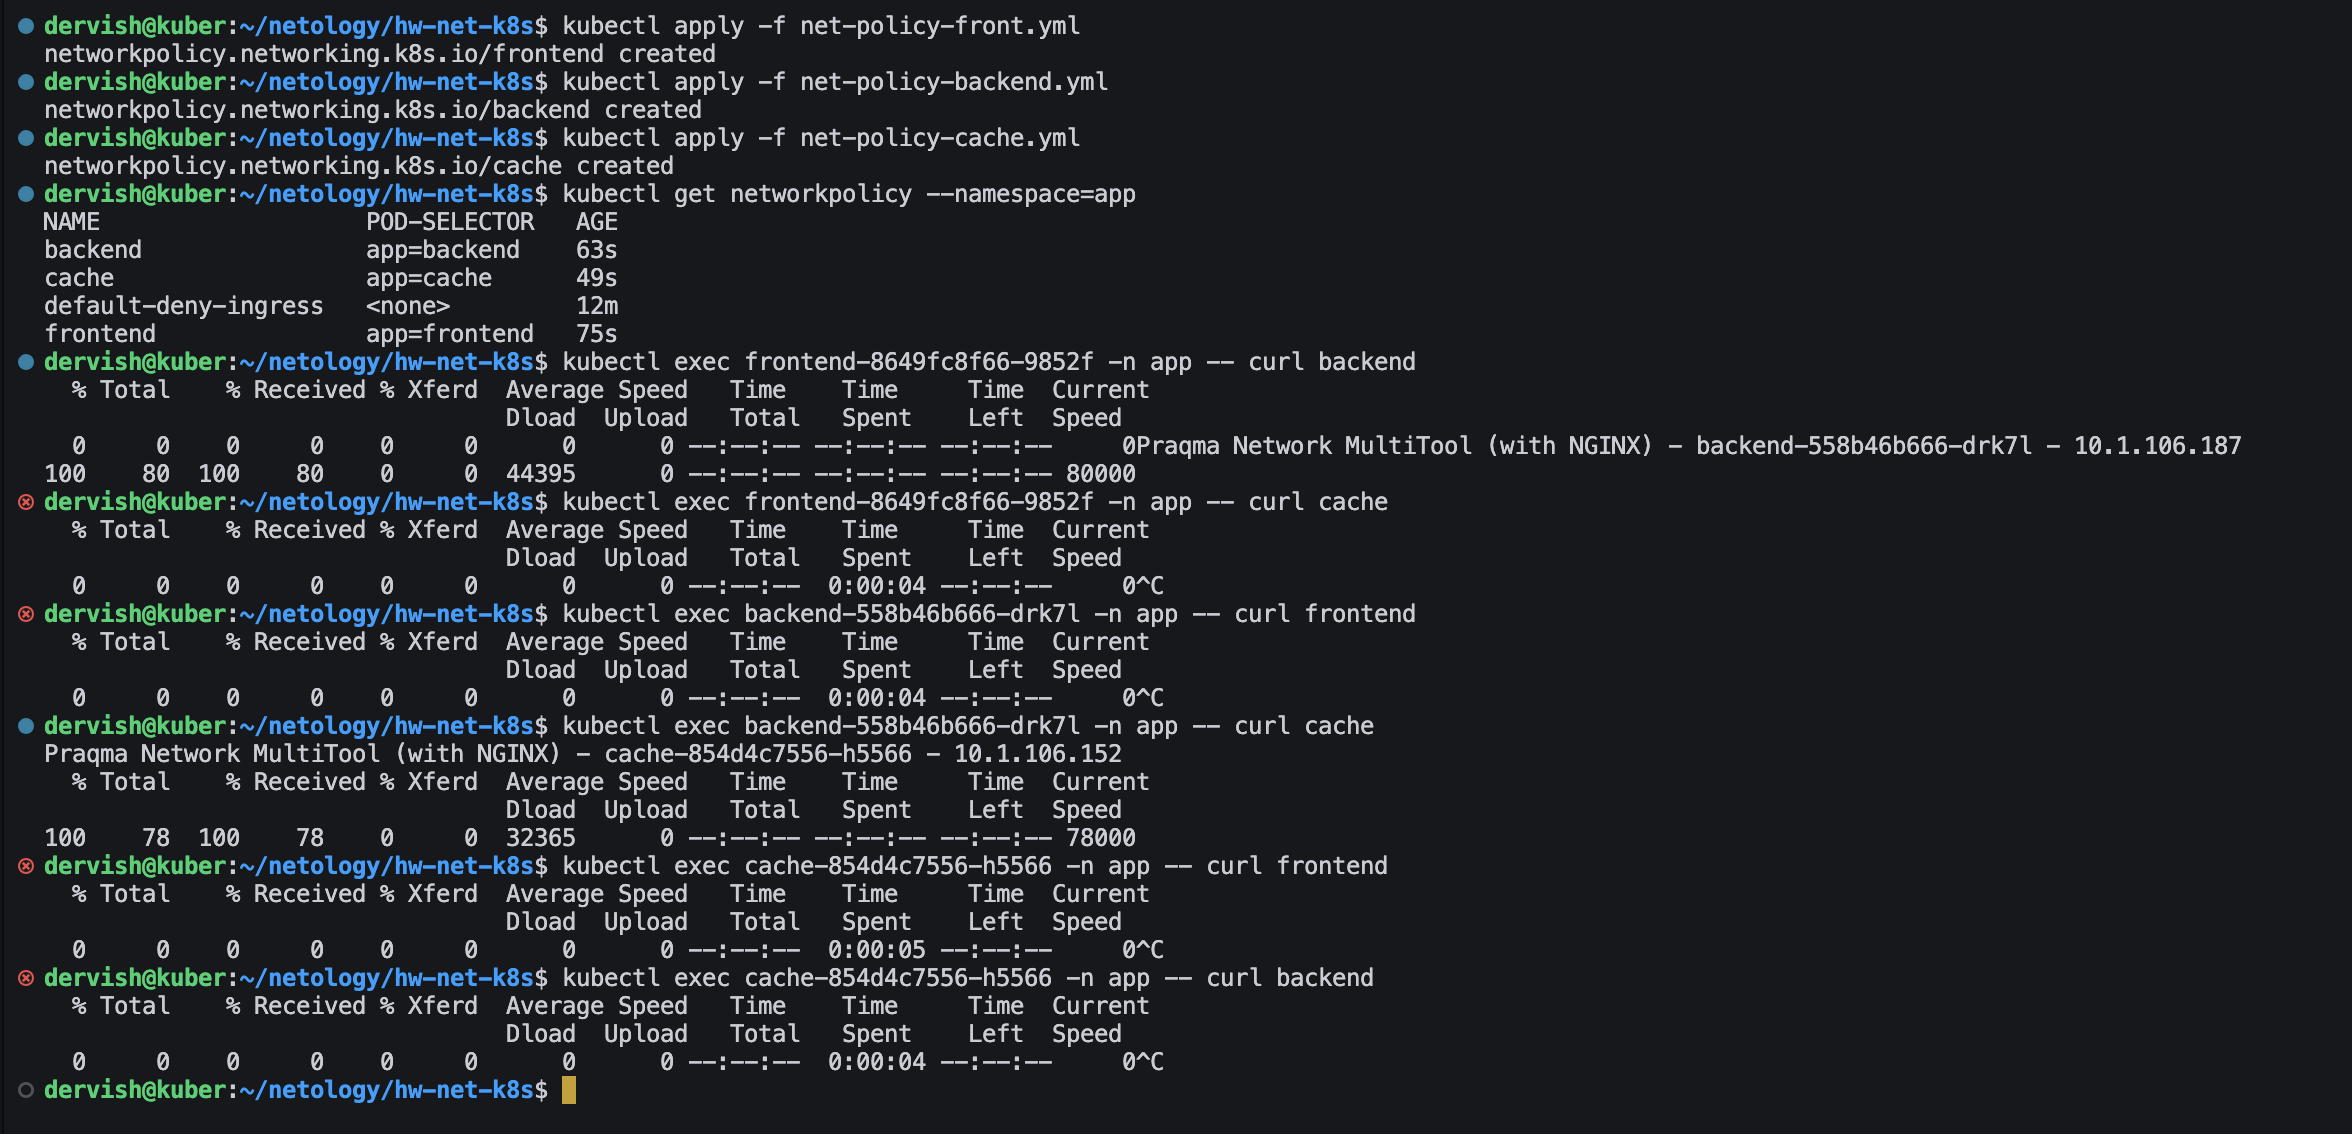 dervish@kuber:~/netology/hw-net-k8s$ kubectl apply -f net-policy-front.yml
networkpolicy.networking.k8s.io/frontend created
dervish@kuber:~/netology/hw-net-k8s$ kubectl apply -f net-policy-backend.yml
networkpolicy.networking.k8s.io/backend created
dervish@kuber:~/netology/hw-net-k8s$ kubectl apply -f net-policy-cache.yml
networkpolicy.networking.k8s.io/cache created
dervish@kuber:~/netology/hw-net-k8s$ kubectl get networkpolicy --namespace=app
NAME                   POD-SELECTOR   AGE
backend                app=backend    63s
cache                  app=cache      49s
default-deny-ingress   <none>         12m
frontend               app=frontend   75s
dervish@kuber:~/netology/hw-net-k8s$ kubectl exec frontend-8649fc8f66-9852f -n app -- curl backend
  % Total    % Received % Xferd  Average Speed   Time    Time     Time  Current
                                 Dload  Upload   Total   Spent    Left  Speed
  0     0    0     0    0     0      0      0 --:--:-- --:--:-- --:--:--     0Praqma Network MultiTool (with NGINX) - backend-558b46b666-drk7l - 10.1.106.187
100    80  100    80    0     0  44395      0 --:--:-- --:--:-- --:--:-- 80000
dervish@kuber:~/netology/hw-net-k8s$ kubectl exec frontend-8649fc8f66-9852f -n app -- curl cache
  % Total    % Received % Xferd  Average Speed   Time    Time     Time  Current
                                 Dload  Upload   Total   Spent    Left  Speed
  0     0    0     0    0     0      0      0 --:--:--  0:00:04 --:--:--     0^C
dervish@kuber:~/netology/hw-net-k8s$ kubectl exec backend-558b46b666-drk7l -n app -- curl frontend
  % Total    % Received % Xferd  Average Speed   Time    Time     Time  Current
                                 Dload  Upload   Total   Spent    Left  Speed
  0     0    0     0    0     0      0      0 --:--:--  0:00:04 --:--:--     0^C
dervish@kuber:~/netology/hw-net-k8s$ kubectl exec backend-558b46b666-drk7l -n app -- curl cache
Praqma Network MultiTool (with NGINX) - cache-854d4c7556-h5566 - 10.1.106.152
  % Total    % Received % Xferd  Average Speed   Time    Time     Time  Current
                                 Dload  Upload   Total   Spent    Left  Speed
100    78  100    78    0     0  32365      0 --:--:-- --:--:-- --:--:-- 78000
dervish@kuber:~/netology/hw-net-k8s$ kubectl exec cache-854d4c7556-h5566 -n app -- curl frontend
  % Total    % Received % Xferd  Average Speed   Time    Time     Time  Current
                                 Dload  Upload   Total   Spent    Left  Speed
  0     0    0     0    0     0      0      0 --:--:--  0:00:05 --:--:--     0^C
dervish@kuber:~/netology/hw-net-k8s$ kubectl exec cache-854d4c7556-h5566 -n app -- curl backend
  % Total    % Received % Xferd  Average Speed   Time    Time     Time  Current
                                 Dload  Upload   Total   Spent    Left  Speed
  0     0    0     0    0     0      0      0 --:--:--  0:00:04 --:--:--     0^C
dervish@kuber:~/netology/hw-net-k8s$